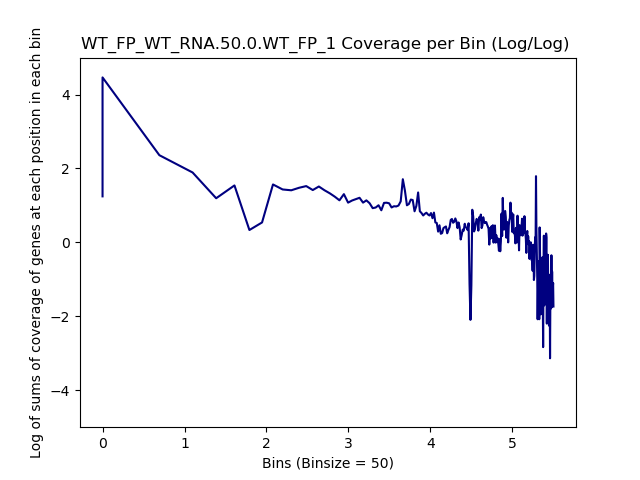 WT_FP_WT_RNA.50.0.WT_FP_1 Coverage per Bin (Log/Log)
Log of sums of coverage of genes at each position in each bin
4
2
0
−2
−4
0 1 2 3 4 5
Bins (Binsize = 50)